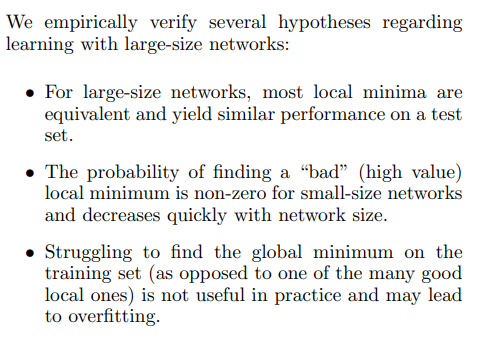 We empirically verify several hypotheses regarding
learning with large-size networks:
• For large-size networks, most local minima are
equivalent and yield similar performance on a test
set.
• The probability of finding a “bad” (high value)
local minimum is non-zero for small-size networks
and decreases quickly with network size.
• Struggling to find the global minimum on the
training set (as opposed to one of the many good
local ones) is not useful in practice and may lead
to overfitting.